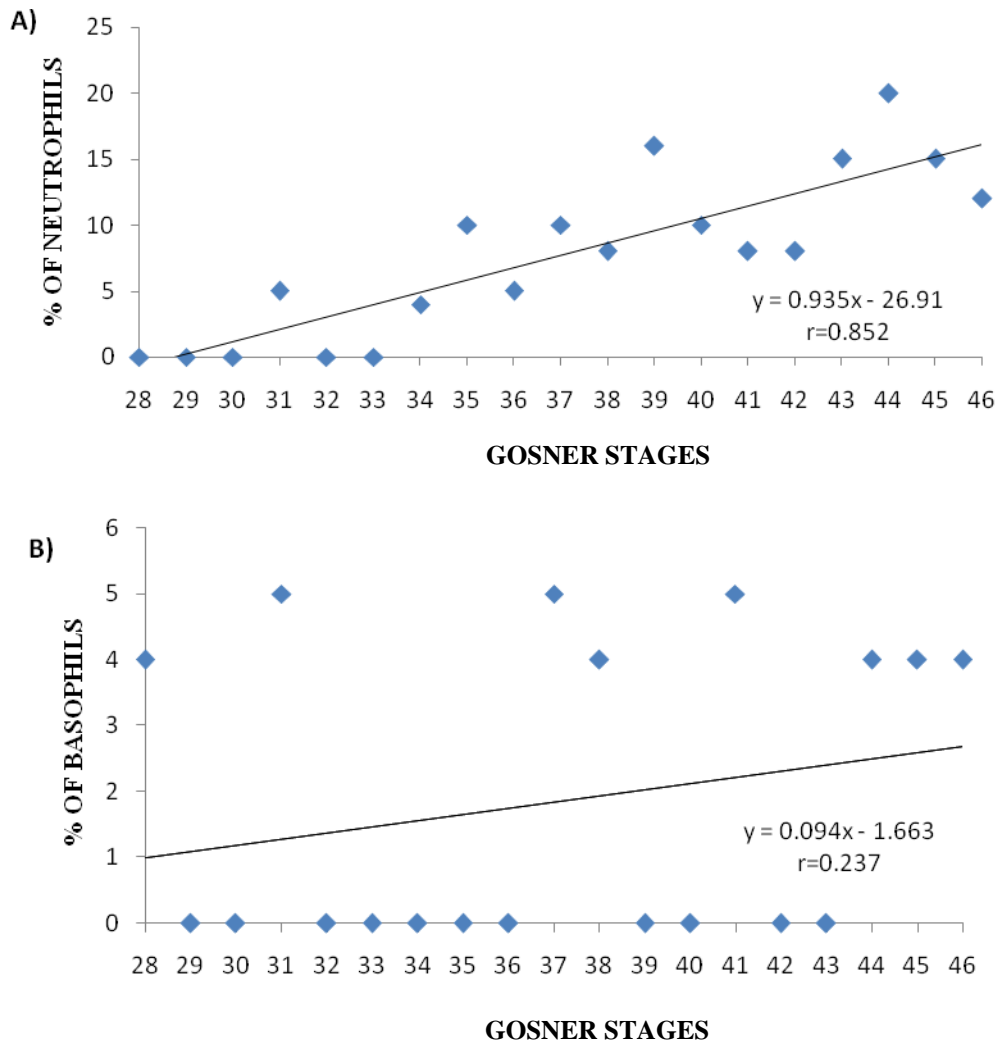 A)
25
20
15
10
5
0
% OF NEUTROPHILS
y = 0.935x - 26.91
r=0.852
28 29 30 31 32 33 34 35 36 37 38 39 40 41 42 43 44 45 46
GOSNER STAGES
B)
6
5
4
3
2
1
0
% OF BASOPHILS
y = 0.094x - 1.663
r=0.237
28 29 30 31 32 33 34 35 36 37 38 39 40 41 42 43 44 45 46
GOSNER STAGES